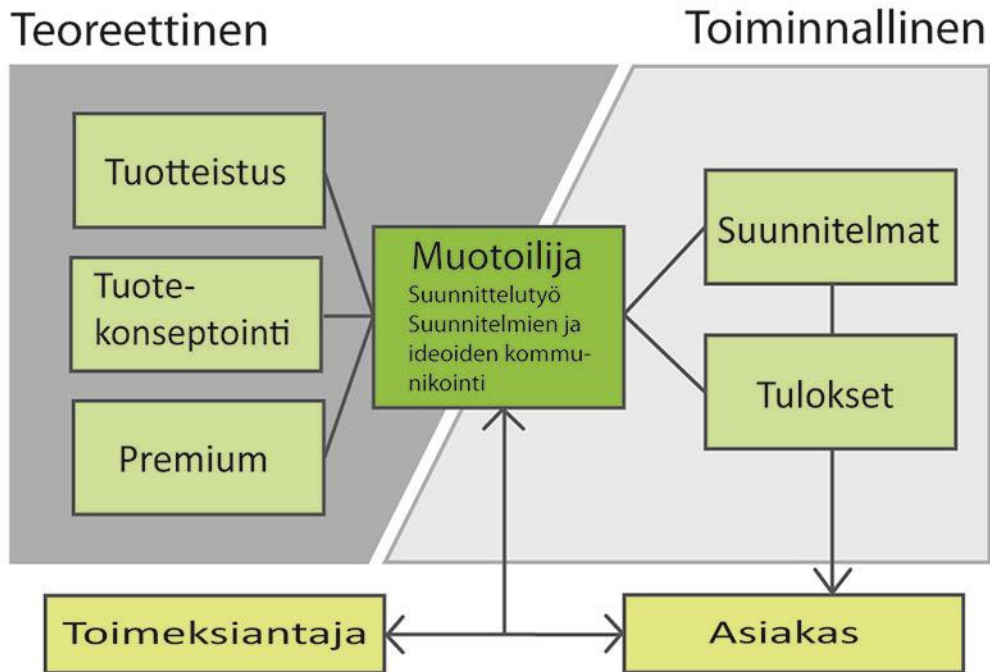 Teoreettinen
Toiminnallinen
Tuotteistus
Tuote-
konseptointi
Premium
Muotoilija
Suunnittelutyö
Suunnitelmien ja
ideoiden kommu-
nikointi
Suunnitelmat
Tulokset
Toimeksiantaja
Asiakas